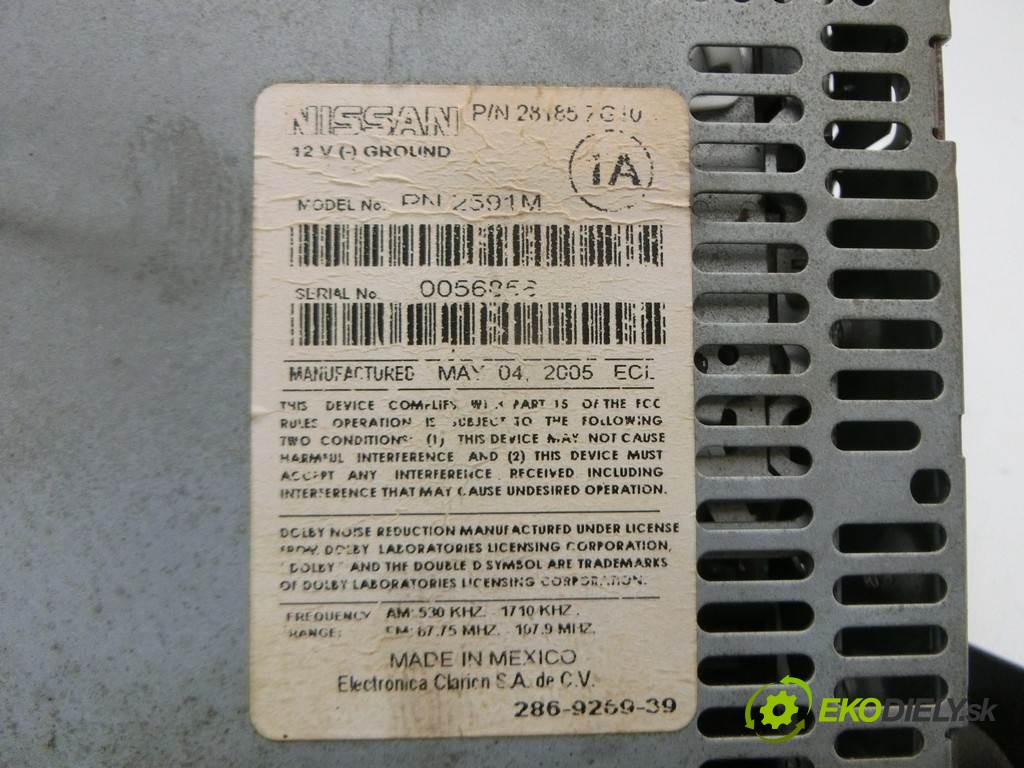 NISSAN P/N 28185
12 V (-) GROUND
1A
MODEL No. PN 2591M
SERIAL No.
MANUFACTURED MAY 04, 2005 ECL
THIS DEVICE COMPLIES WITH PART 15 OF THE FCC
RULES OPERATION IS SUBJECT TO THE FOLLOWING
TWO CONDITIONS: (1) THIS DEVICE MAY NOT CAUSE
HARMFUL INTERFERENCE AND (2) THIS DEVICE MUST
ACCEPT ANY INTERFERENCE RECEIVED INCLUDING
INTERFERENCE THAT MAY CAUSE UNDESIRED OPERATION.
DOLBY NOISE REDUCTION MANUFACTURED UNDER LICENSE
FROM DOLBY LABORATORIES LICENSING CORPORATION,
"DOLBY" AND THE DOUBLE D SYMBOL ARE TRADEMARKS
OF DOLBY LABORATORIES LICENSING CORPORATION.
FREQUENCY AM: 530 KHZ. - 1710 KHZ.
RANGE: FM: 87.75 MHZ. - 107.9 MHZ.
MADE IN MEXICO
Electronica Clarion S.A. de C.V.
286-9269-39
EKODIELY.sk